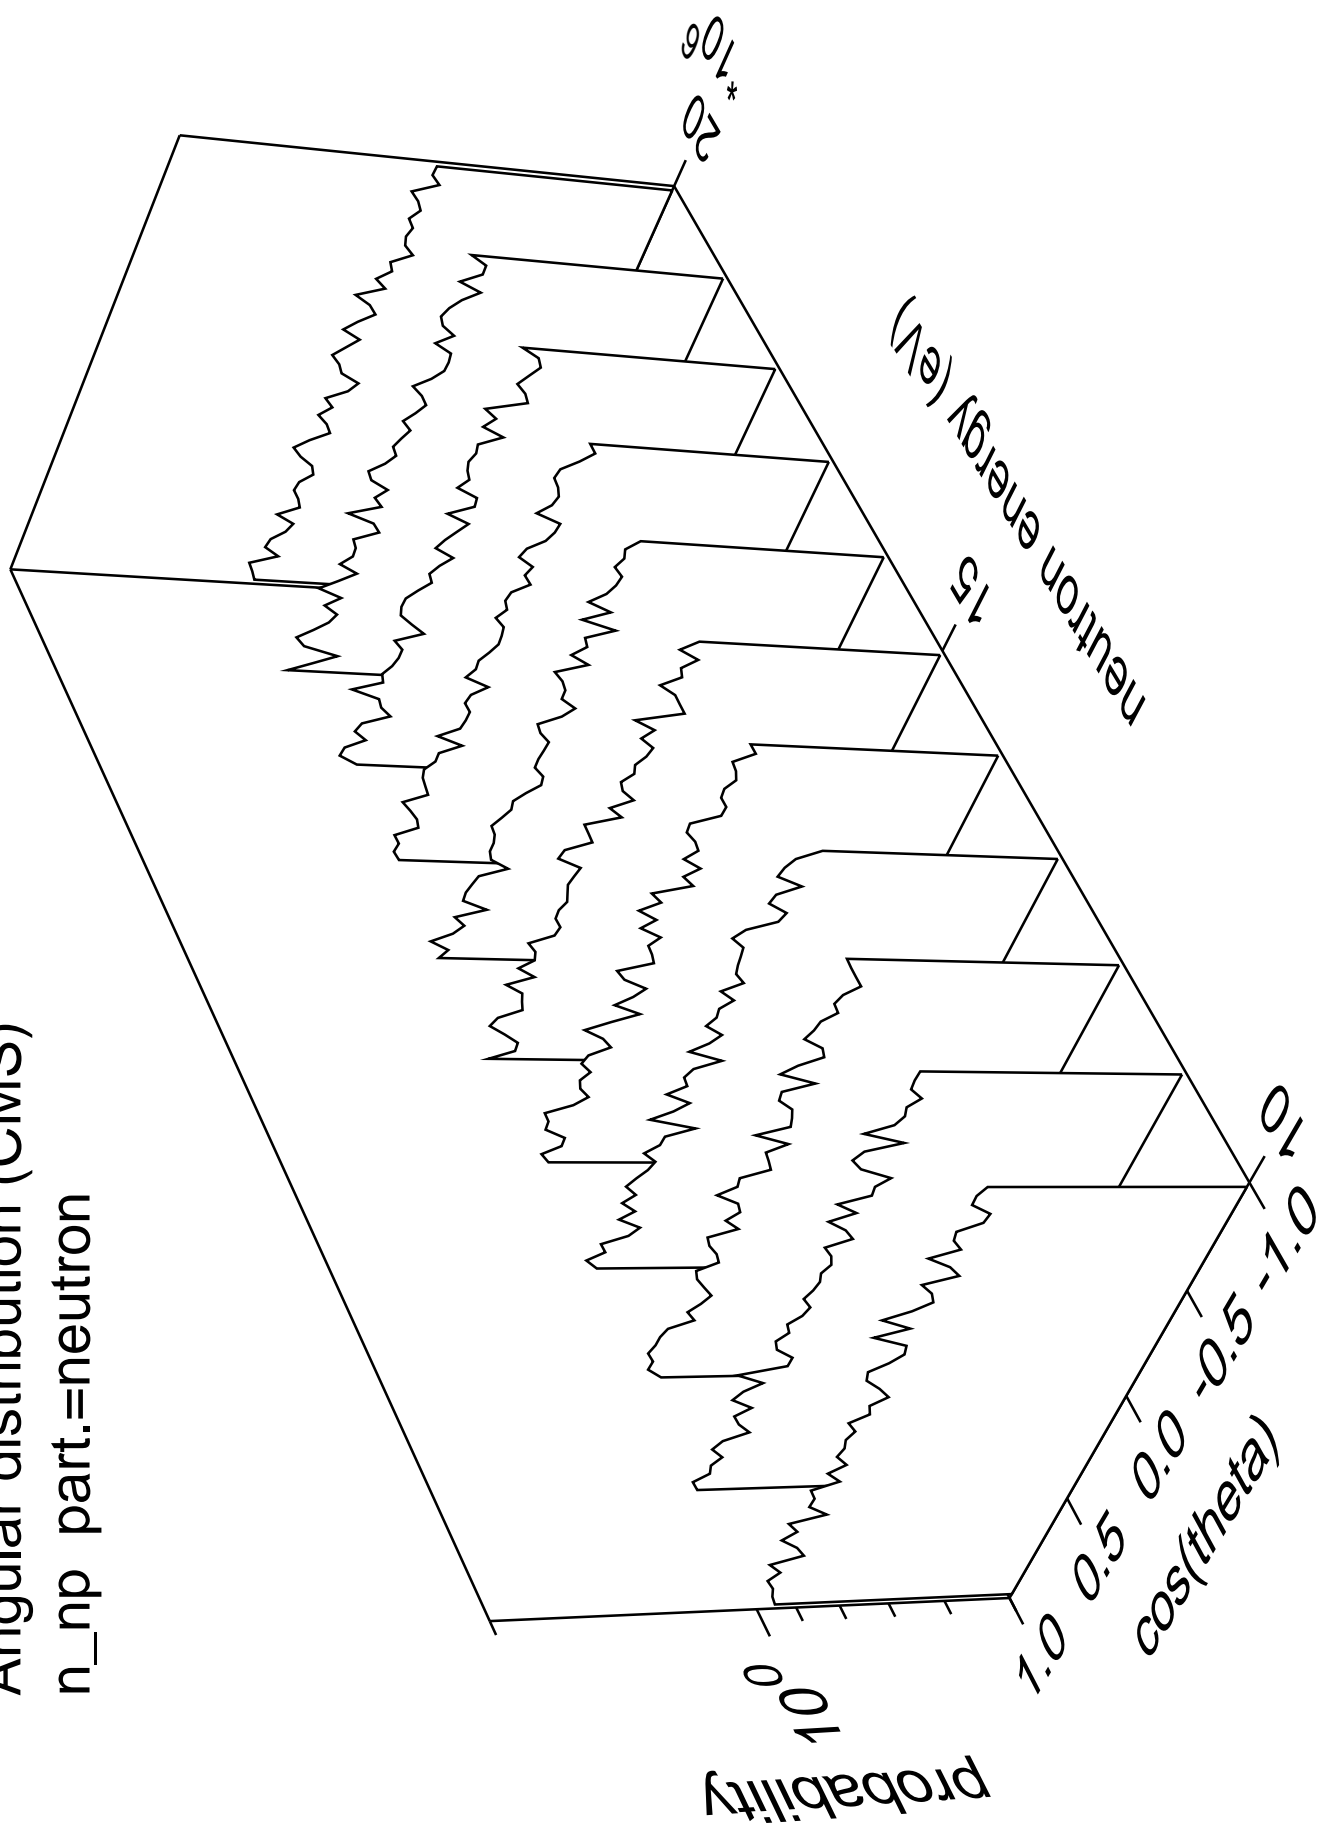 Angular distribution (CMS)
n_np part.=neutron
probability
10 0
1.0 0.5 0.0 -0.5 -1.0
cos(theta)
10 15 20
* 10 6
neutron energy (eV)